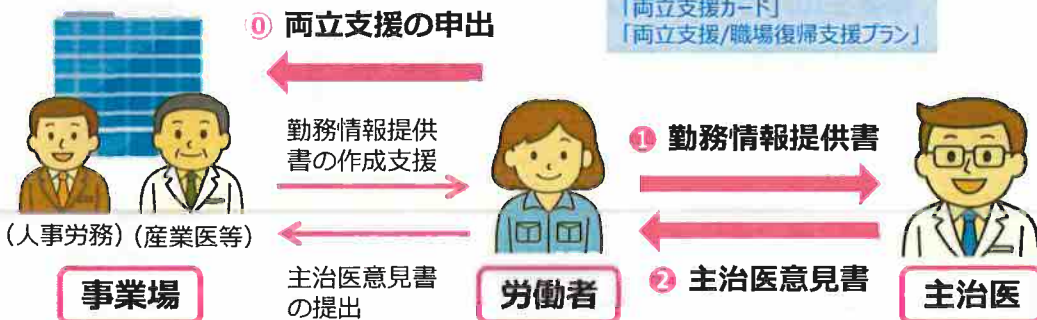 「両立支援カード」
「両立支援/職場復帰支援プラン」
⓪ 両立支援の申出
勤務情報提供
書の作成支援
❶ 勤務情報提供書
(人事労務) (産業医等)
主治医意見書
の提出
❷ 主治医意見書
事業場
労働者
主治医